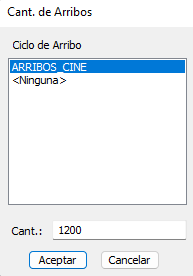 Cant. de Arribos
Ciclo de Arribo
ARRIBOS_CINE
<Ninguna>
Cant.: 1200
Aceptar Cancelar